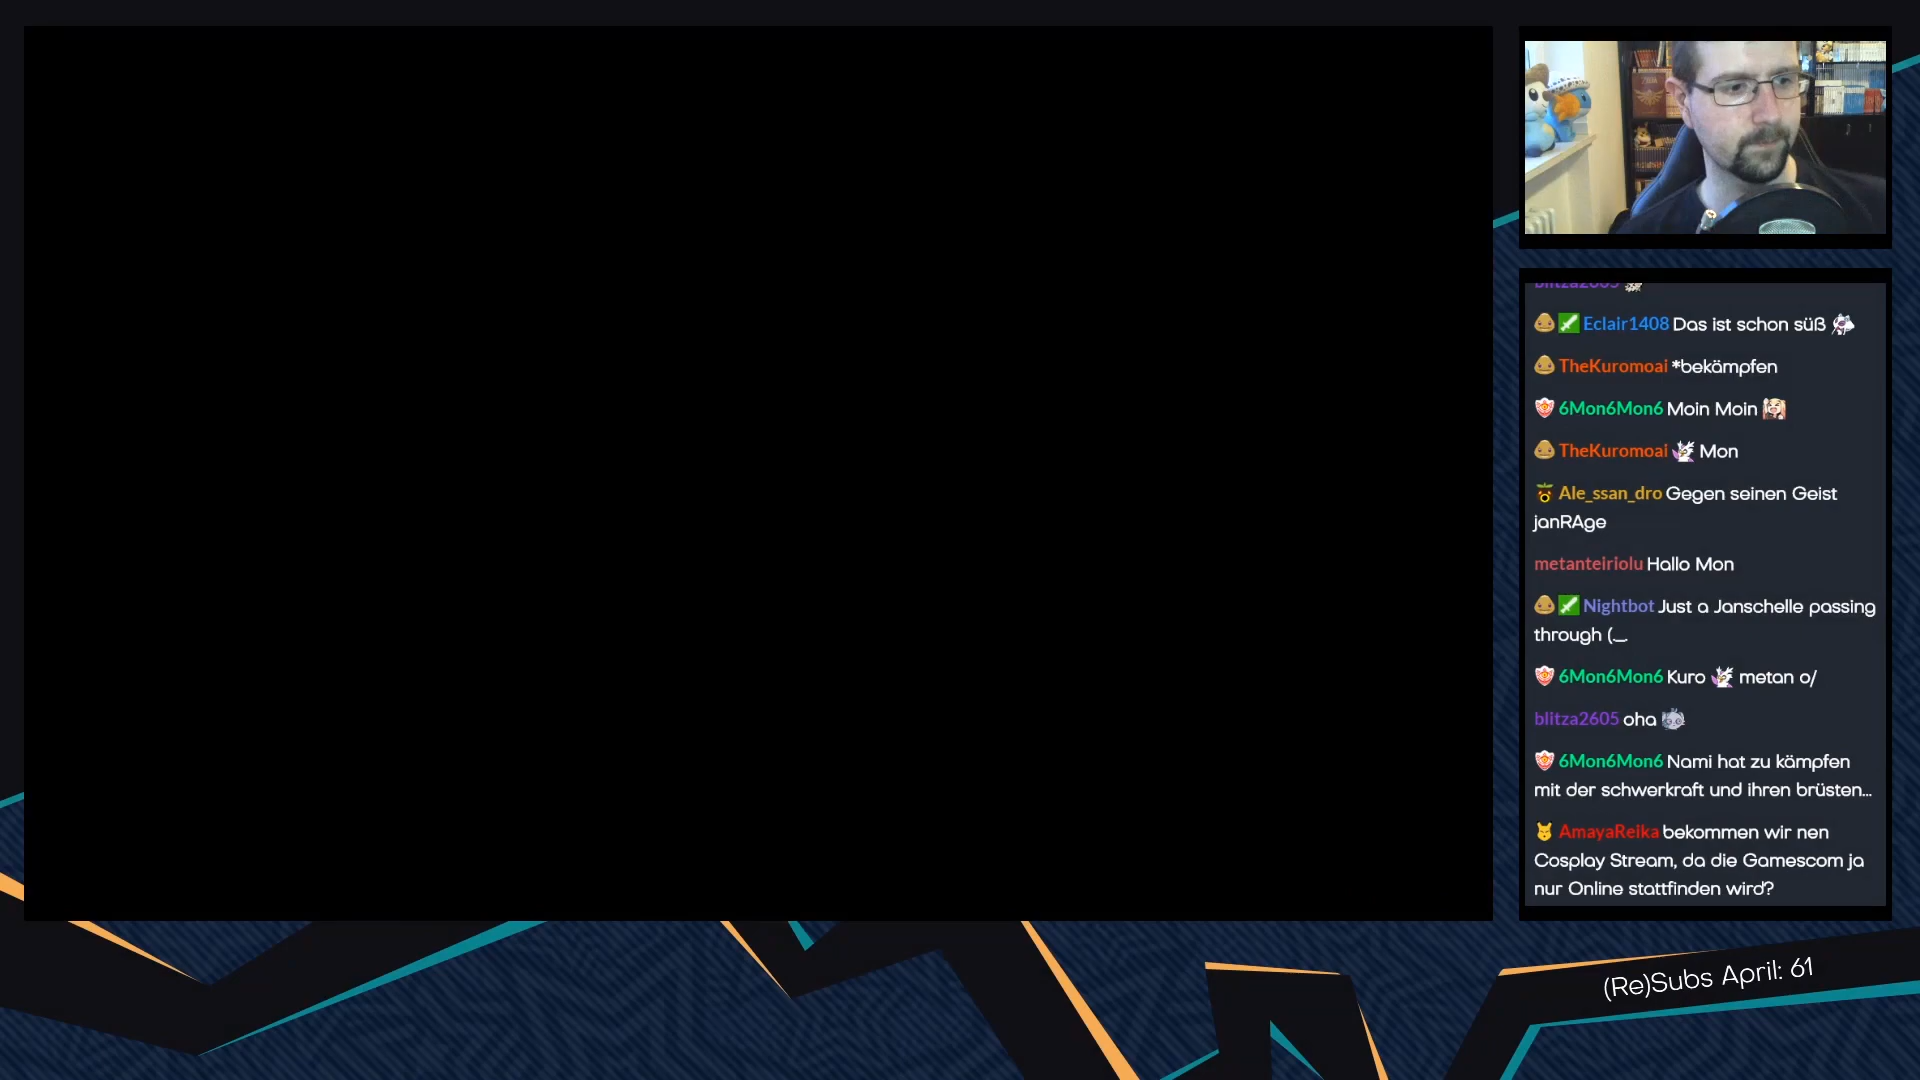 blitza2605
Eclair1408 Das ist schon süß
TheKuromoai *bekämpfen
6Mon6Mon6 Moin Moin
TheKuromoai Mon
Ale_ssan_dro Gegen seinen Geist
janRAge
metanteiriolu Hallo Mon
Nightbot Just a Janschelle passing
through (._.
6Mon6Mon6 Kuro metan o/
blitza2605 oha
6Mon6Mon6 Nami hat zu kämpfen
mit der schwerkraft und ihren brüsten...
AmayaReika bekommen wir nen
Cosplay Stream, da die Gamescom ja
nur Online stattfinden wird?
(Re)Subs April: 61